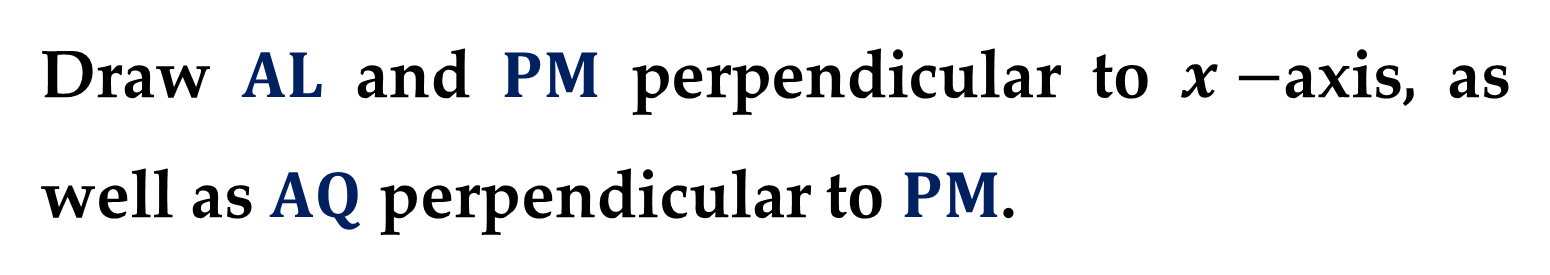 Draw AL and PM perpendicular to x −axis, as
well as AQ perpendicular to PM.